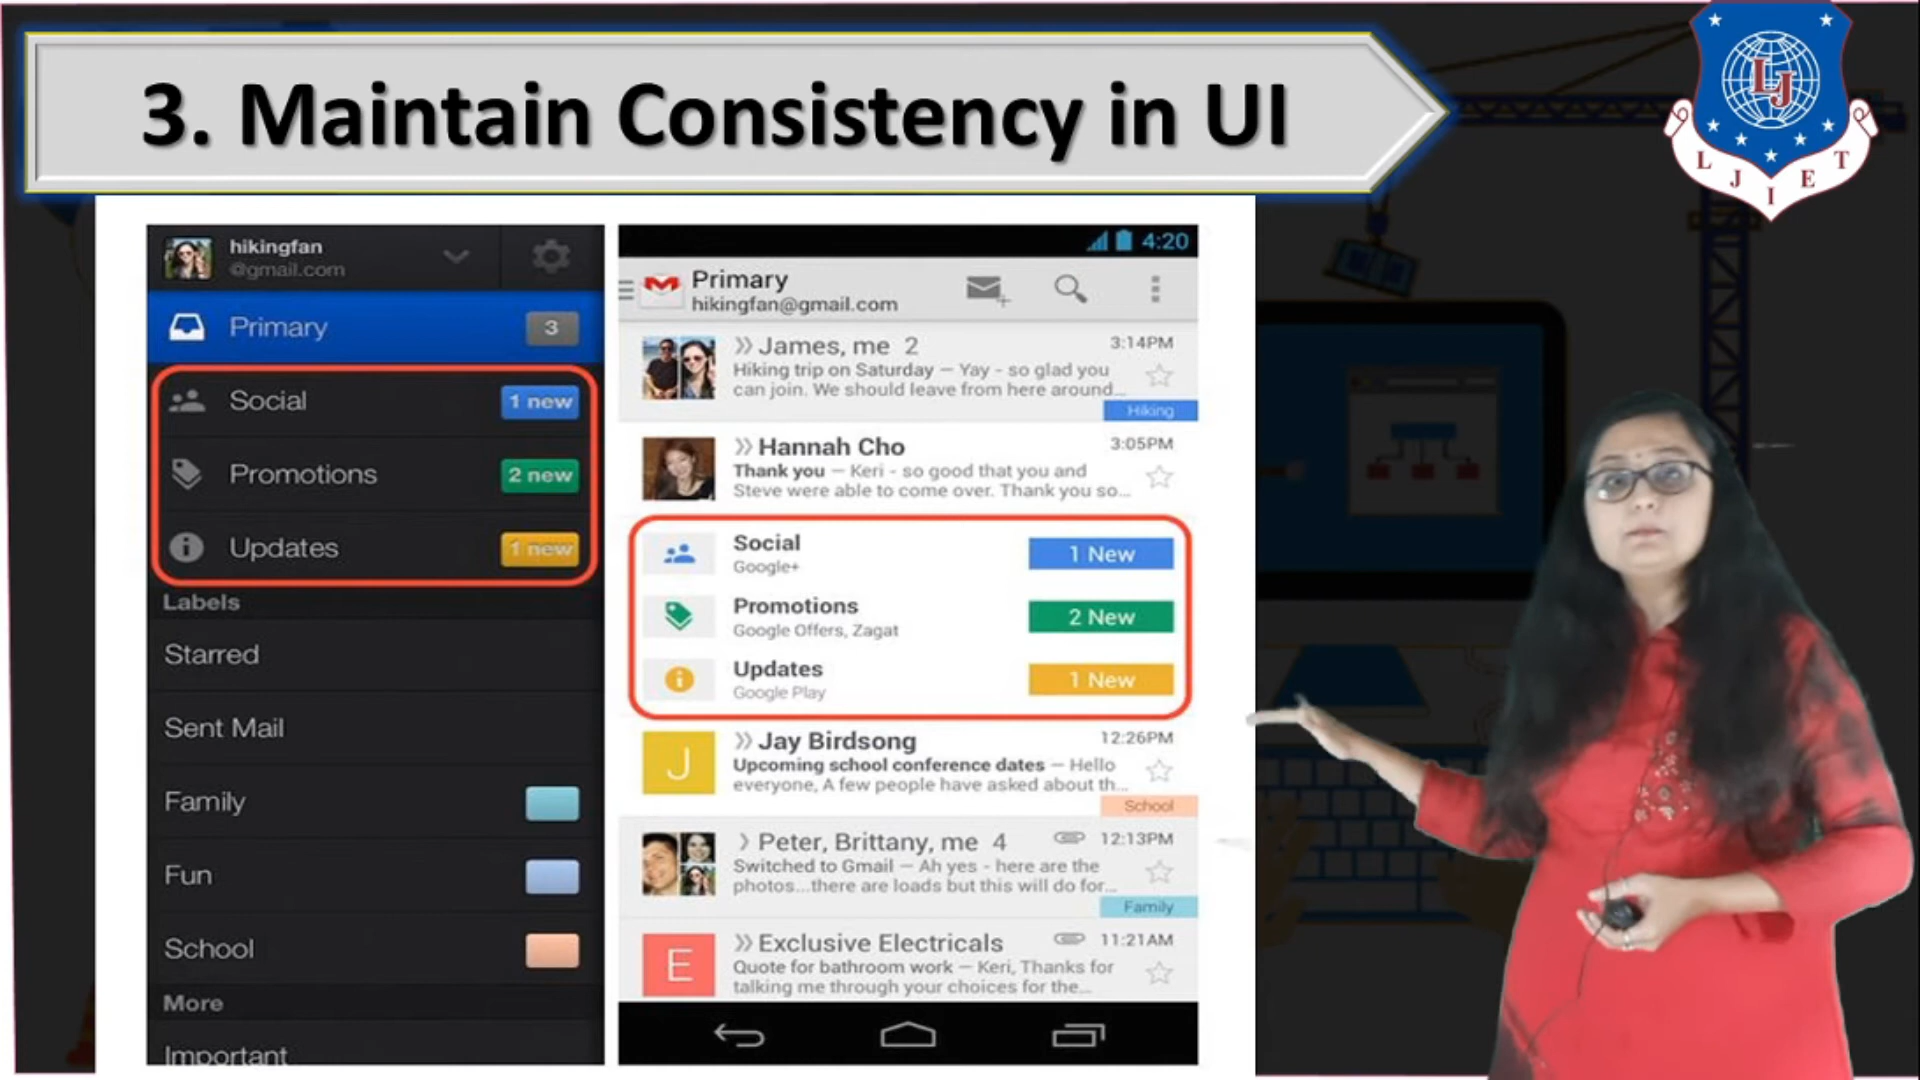 3. Maintain Consistency in UI
LJ
L J I E T
hikingfan
@gmail.com
Primary 3
Social 1 new
Promotions 2 new
Updates 1 new
Labels
Starred
Sent Mail
Family
Fun
School
More
Important
4:20
Primary
hikingfan@gmail.com
James, me 2 3:14PM
Hiking trip on Saturday – Yay - so glad you
can join. We should leave from here around...
Hiking
Hannah Cho 3:05PM
Thank you – Keri - so good that you and
Steve were able to come over. Thank you so...
Social
Google+
1 New
Promotions
Google Offers, Zagat
2 New
Updates
Google Play
1 New
J
Jay Birdsong 12:26PM
Upcoming school conference dates – Hello
everyone, A few people have asked about th...
School
Peter, Brittany, me 4 12:13PM
Switched to Gmail – Ah yes - here are the
photos...there are loads but this will do for...
Family
E
Exclusive Electricals 11:21AM
Quote for bathroom work – Keri, Thanks for
talking me through your choices for the...